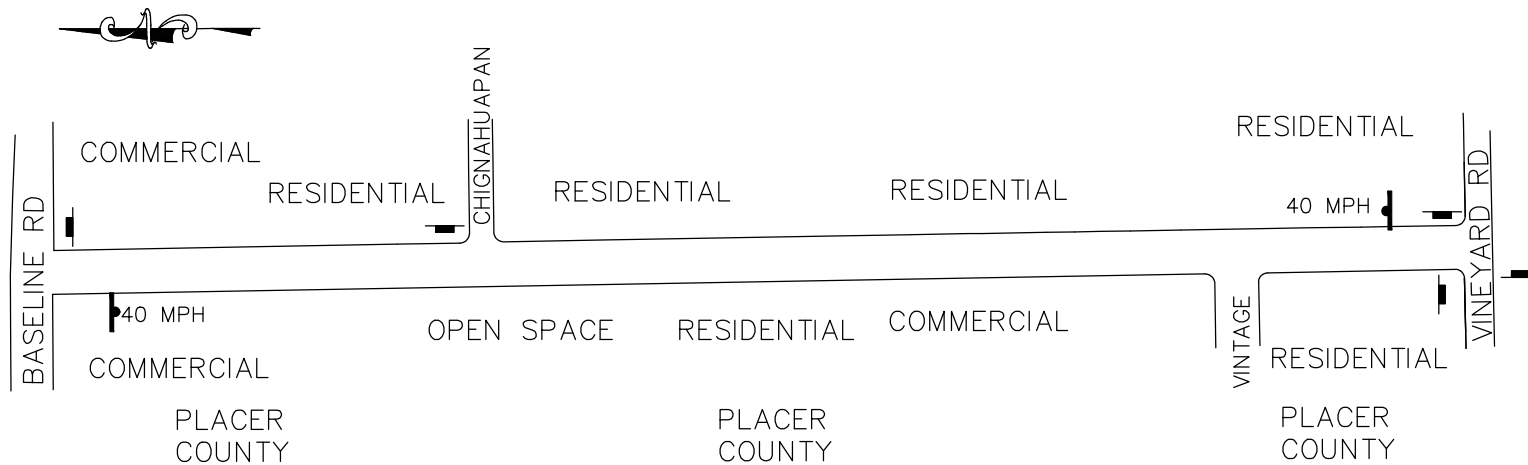 N
CHIGNAHUAPAN
COMMERCIAL
RESIDENTIAL
RESIDENTIAL
RESIDENTIAL
RESIDENTIAL
40 MPH
BASELINE RD
VINEYARD RD
40 MPH
OPEN SPACE
RESIDENTIAL
COMMERCIAL
COMMERCIAL
VINTAGE
RESIDENTIAL
PLACER
COUNTY
PLACER
COUNTY
PLACER
COUNTY